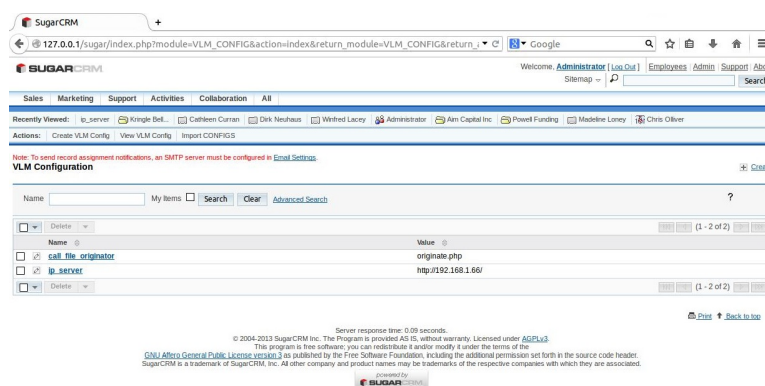 SugarCRM
127.0.0.1/sugar/index.php?module=VLM_CONFIG&action=index&return_module=VLM_CONFIG&return_
Google
SUGARCRM
Welcome, Administrator [ Log Out ] Employees Admin Support Abo
Sitemap
Search
Sales Marketing Support Activities Collaboration All
Recently Viewed: ip_server Kringle Bell... Cathleen Curran Dirk Neuhaus Winfred Lacey Administrator Aim Capital Inc Powell Funding Madeline Loney Chris Olliver
Actions: Create VLM Config View VLM Config Import CONFIGS
Note: To send record assignment notifications, an SMTP server must be configured in Email Settings.
VLM Configuration
Crea
Name My Items Search Clear Advanced Search ?
Delete (1 - 2 of 2)
Name Value
call_file_originator originate.php
ip_server http://192.168.1.66/
Delete (1 - 2 of 2)
Print Back to top
Server response time: 0.09 seconds.
© 2004-2013 SugarCRM Inc. The Program is provided AS IS, without warranty. Licensed under AGPLv3.
This program is free software; you can redistribute it and/or modify it under the terms of the
GNU Affero General Public License version 3 as published by the Free Software Foundation, including the additional permission set forth in the source code header.
SugarCRM is a trademark of SugarCRM, Inc. All other company and product names may be trademarks of the respective companies with which they are associated.
powered by
SUGARCRM